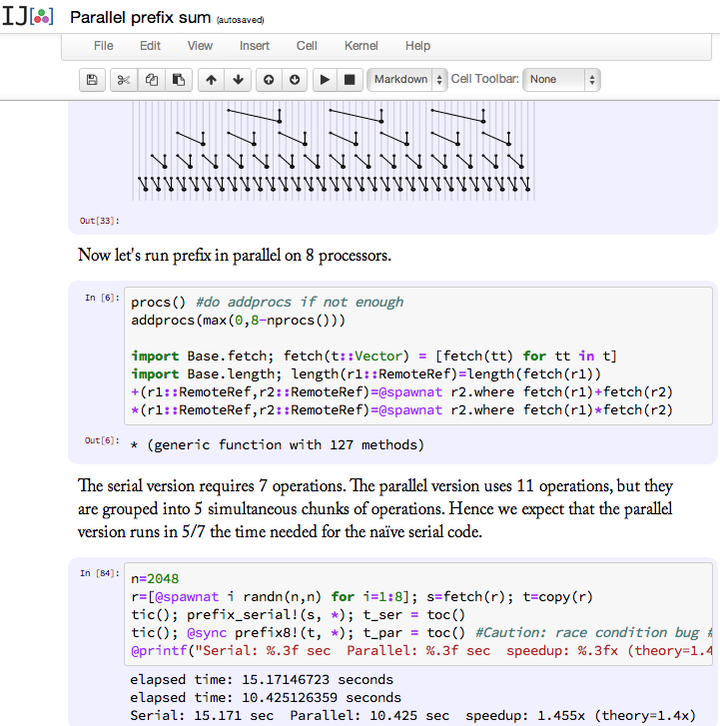 IJ[ ] Parallel prefix sum (autosaved)
File Edit View Insert Cell Kernel Help
Markdown Cell Toolbar: None
Out[33]:
Now let's run prefix in parallel on 8 processors.
In [6]: procs() #do addprocs if not enough
addprocs(max(0,8-nprocs()))
import Base.fetch; fetch(t::Vector) = [fetch(tt) for tt in t]
import Base.length; length(r1::RemoteRef)=length(fetch(r1))
+(r1::RemoteRef,r2::RemoteRef)=@spawnat r2.where fetch(r1)+fetch(r2)
*(r1::RemoteRef,r2::RemoteRef)=@spawnat r2.where fetch(r1)*fetch(r2)
Out[6]: * (generic function with 127 methods)
The serial version requires 7 operations. The parallel version uses 11 operations, but they
are grouped into 5 simultaneous chunks of operations. Hence we expect that the parallel
version runs in 5/7 the time needed for the naïve serial code.
In [84]: n=2048
r=[@spawnat i randn(n,n) for i=1:8]; s=fetch(r); t=copy(r)
tic(); prefix_serial!(s, *); t_ser = toc()
tic(); @sync prefix8!(t, *); t_par = toc() #Caution: race condition bug #
@printf("Serial: %.3f sec  Parallel: %.3f sec  speedup: %.3fx (theory=1.4
elapsed time: 15.17146723 seconds
elapsed time: 10.425126359 seconds
Serial: 15.171 sec  Parallel: 10.425 sec  speedup: 1.455x (theory=1.4x)